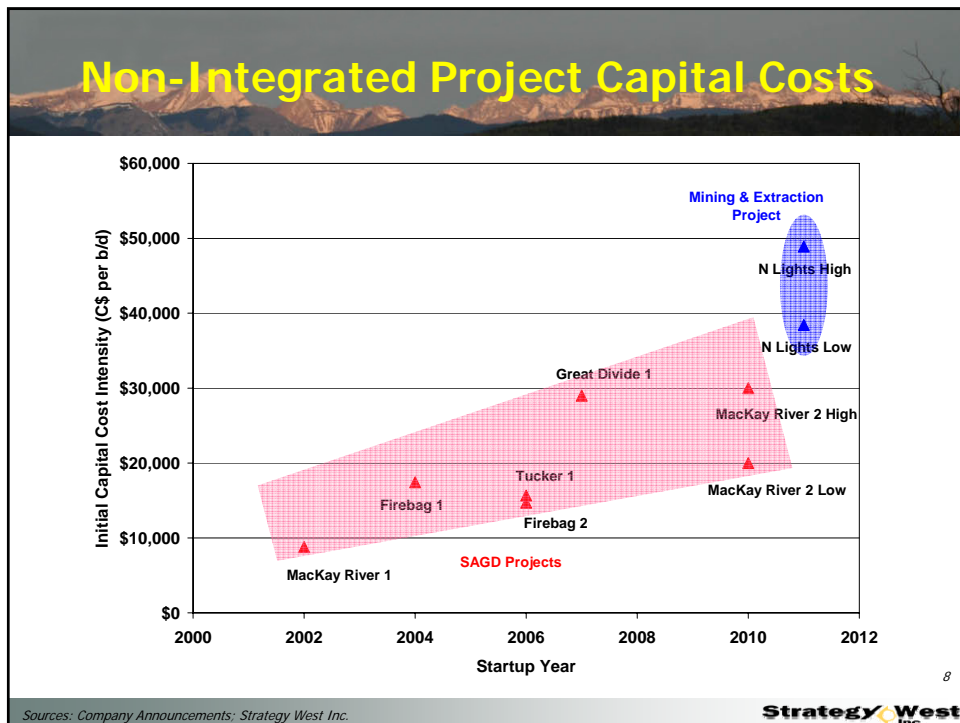 Non-Integrated Project Capital Costs
$60,000
$50,000
$40,000
$30,000
$20,000
$10,000
$0
Initial Capital Cost Intensity (C$ per b/d)
Mining & Extraction
Project
N Lights High
N Lights Low
Great Divide 1
MacKay River 2 High
Tucker 1
MacKay River 2 Low
Firebag 1
Firebag 2
SAGD Projects
MacKay River 1
2000 2002 2004 2006 2008 2010 2012
Startup Year
8
Sources: Company Announcements; Strategy West Inc.
Strategy West
Inc.